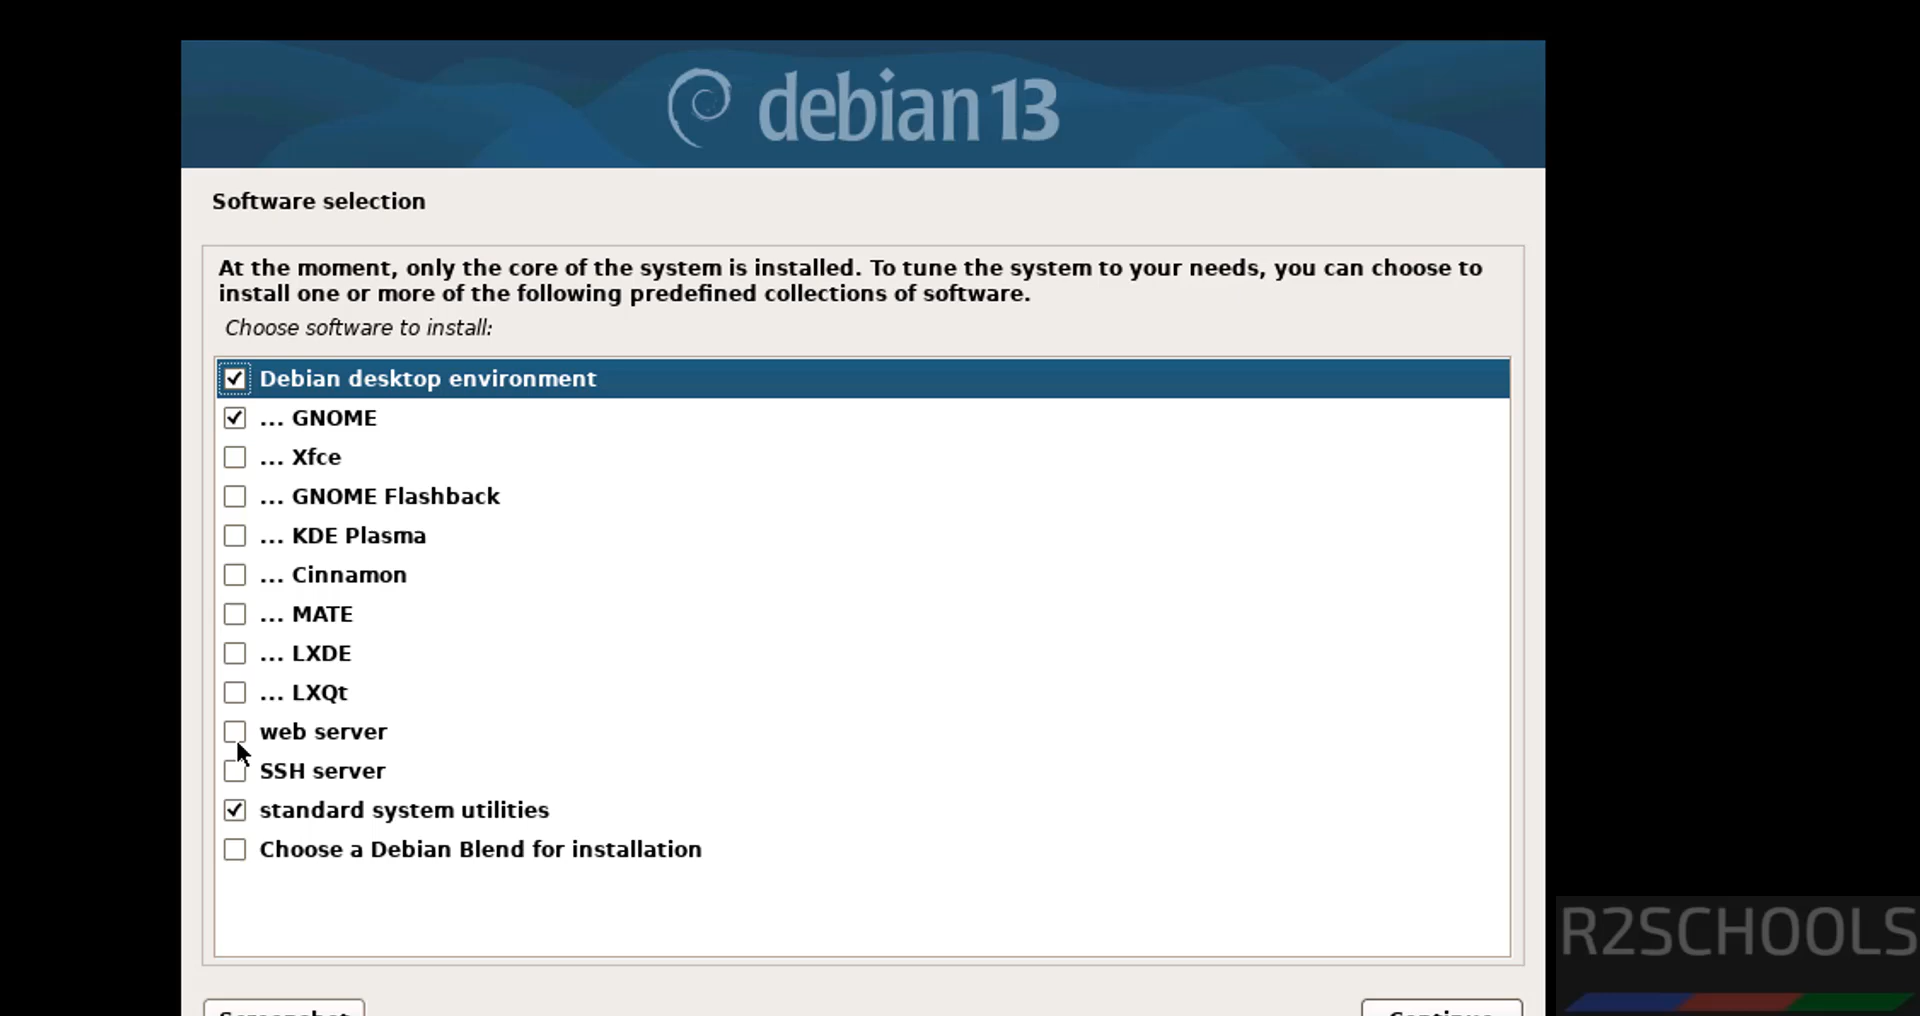 debian 13
Software selection
At the moment, only the core of the system is installed. To tune the system to your needs, you can choose to
install one or more of the following predefined collections of software.
Choose software to install:
Debian desktop environment
... GNOME
... Xfce
... GNOME Flashback
... KDE Plasma
... Cinnamon
... MATE
... LXDE
... LXQt
web server
SSH server
standard system utilities
Choose a Debian Blend for installation
R2SCHOOLS
Screenshot
Continue